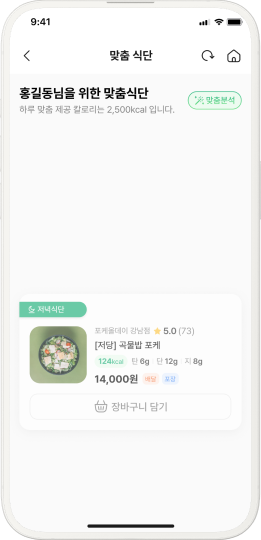 9:41
맞춤 식단
홍길동님을 위한 맞춤식단
하루 맞춤 제공 칼로리는 2,500kcal 입니다.
맞춤분석
저녁식단
포케올데이 강남점 5.0 (73)
[저당] 곡물밥 포케
124kcal 탄 6g 단 12g 지 8g
14,000원 배달 포장
장바구니 담기